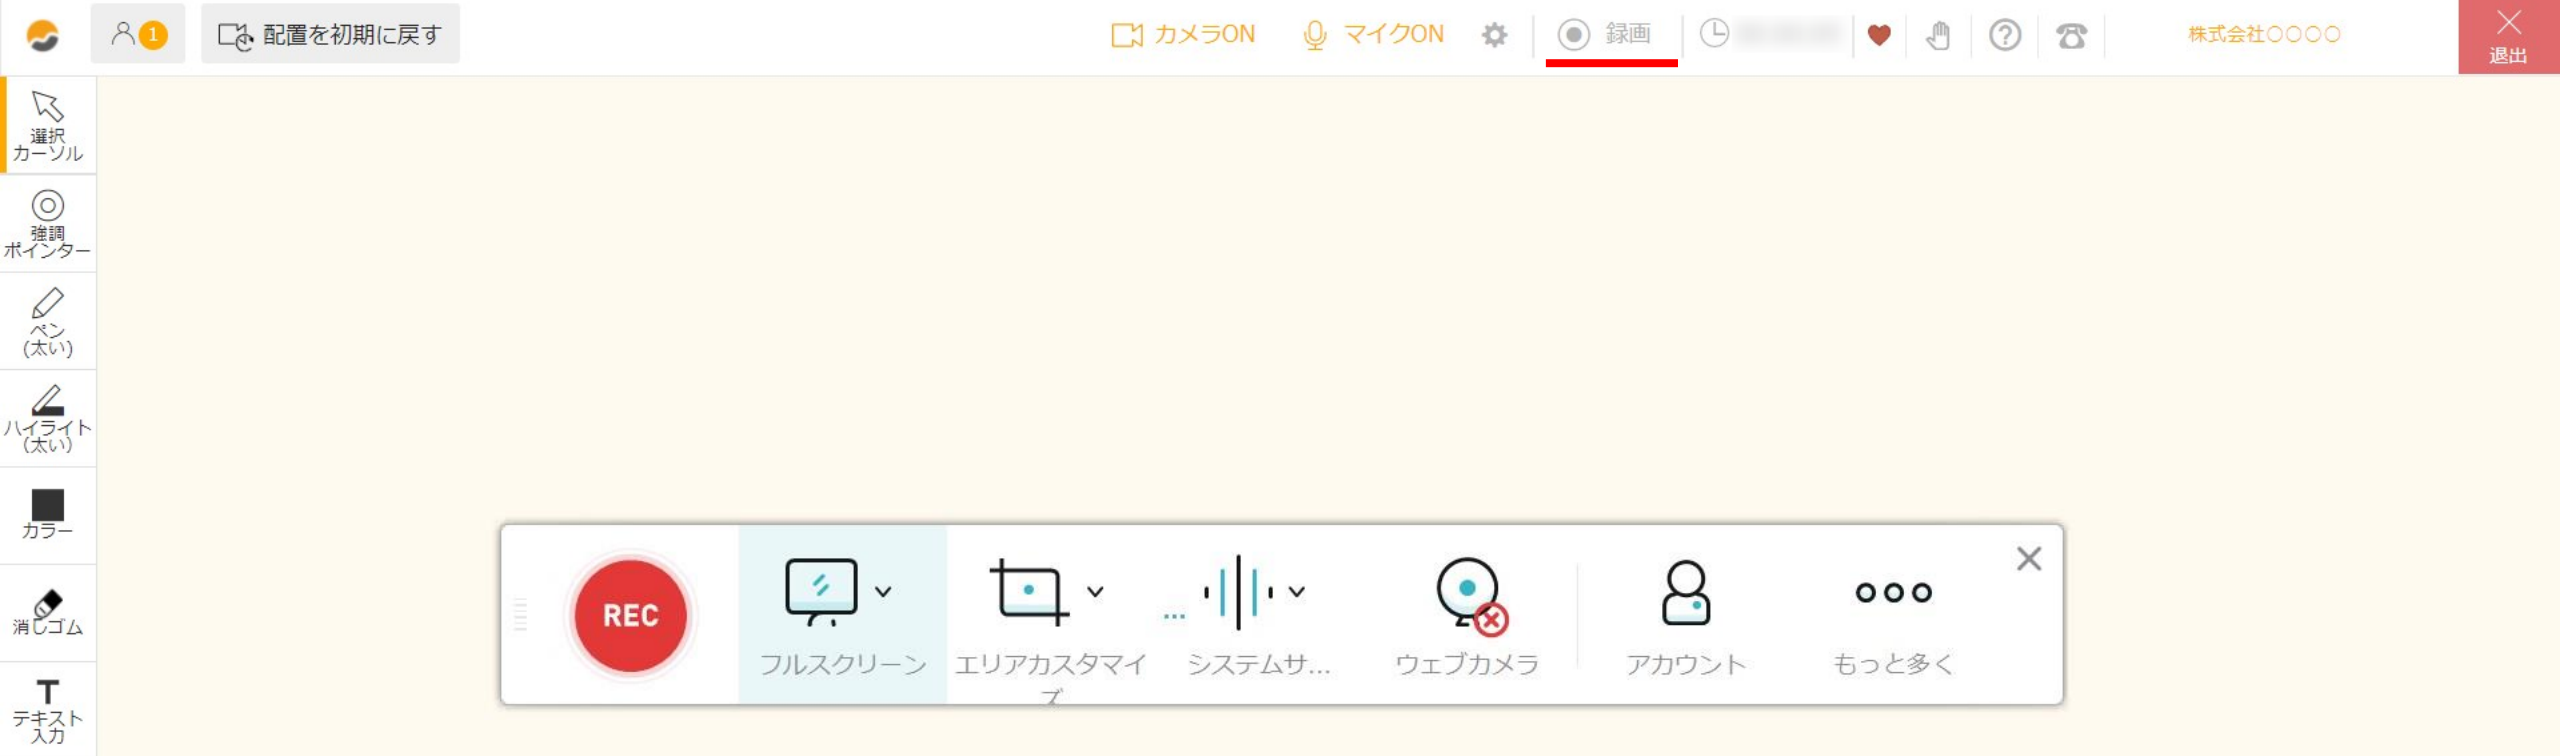 1
配置を初期に戻す
カメラON
マイクON
録画
株式会社○○○○
退出
選択
カーソル
強調
ポインター
ペン
(太い)
ハイライト
(太い)
カラー
消しゴム
テキスト
入力
REC
フルスクリーン
エリアカスタマイ
ズ
システムサ...
ウェブカメラ
アカウント
もっと多く